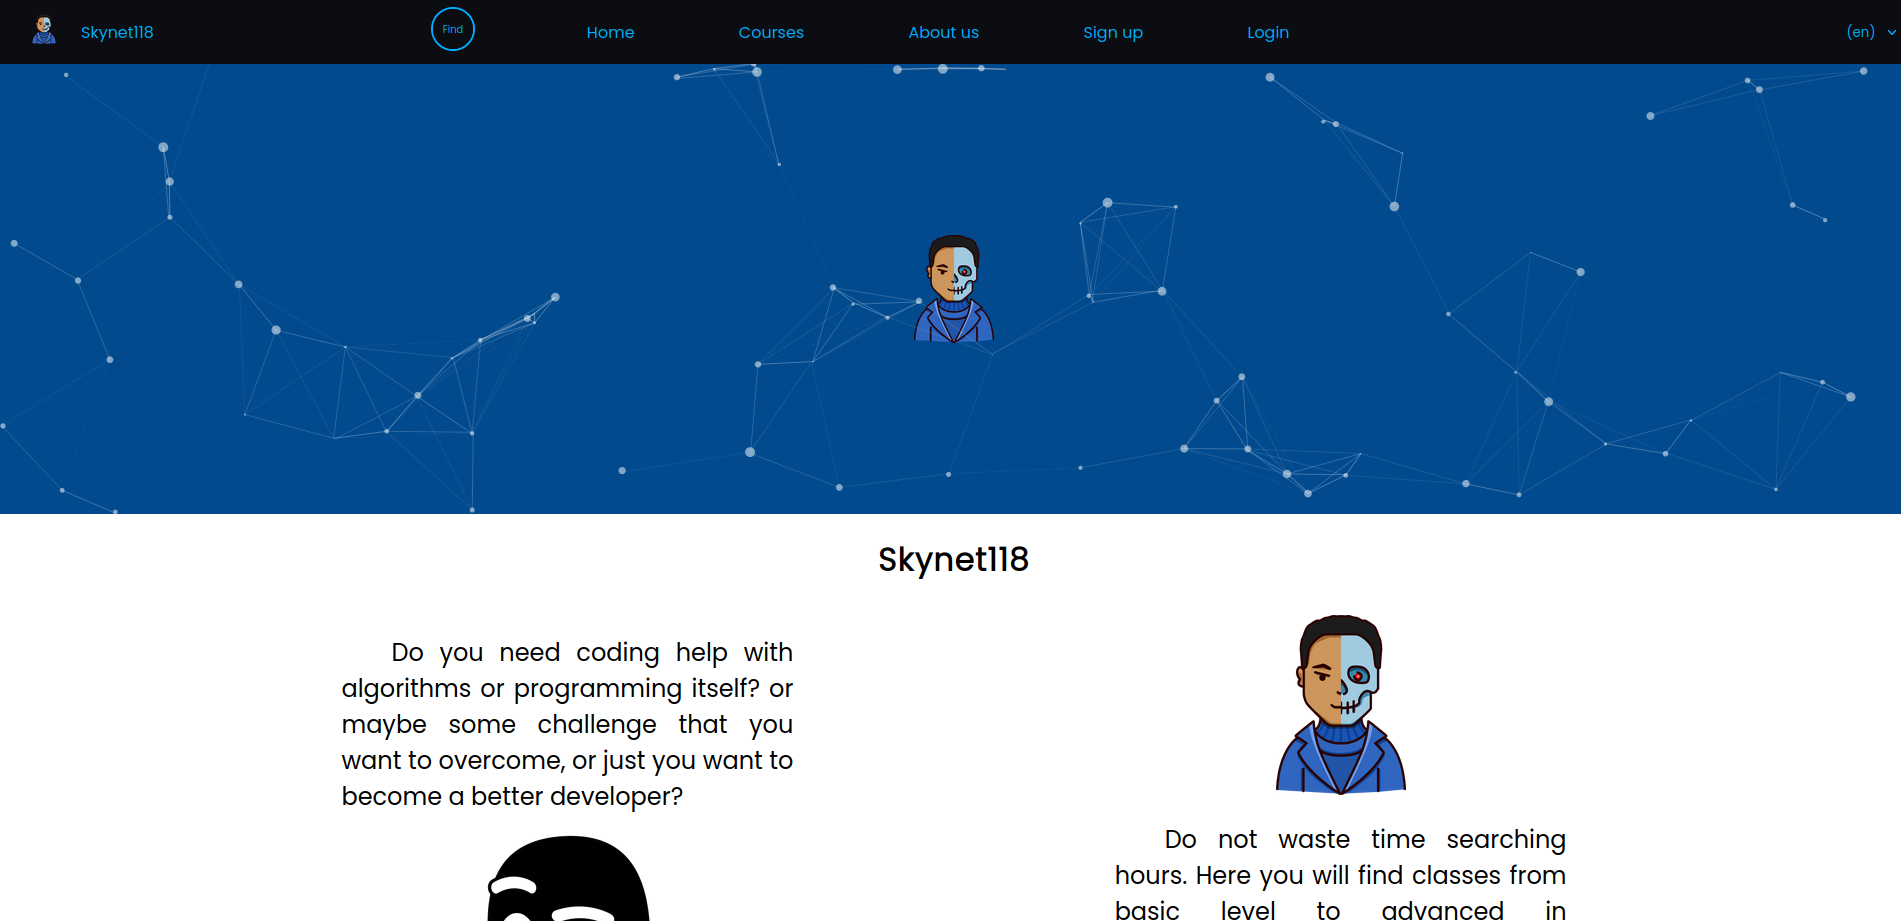 Skynet118
Find
Home
Courses
About us
Sign up
Login
(en)
Skynet118
Do you need coding help with
algorithms or programming itself? or
maybe some challenge that you
want to overcome, or just you want to
become a better developer?
Do not waste time searching
hours. Here you will find classes from
basic level to advanced in